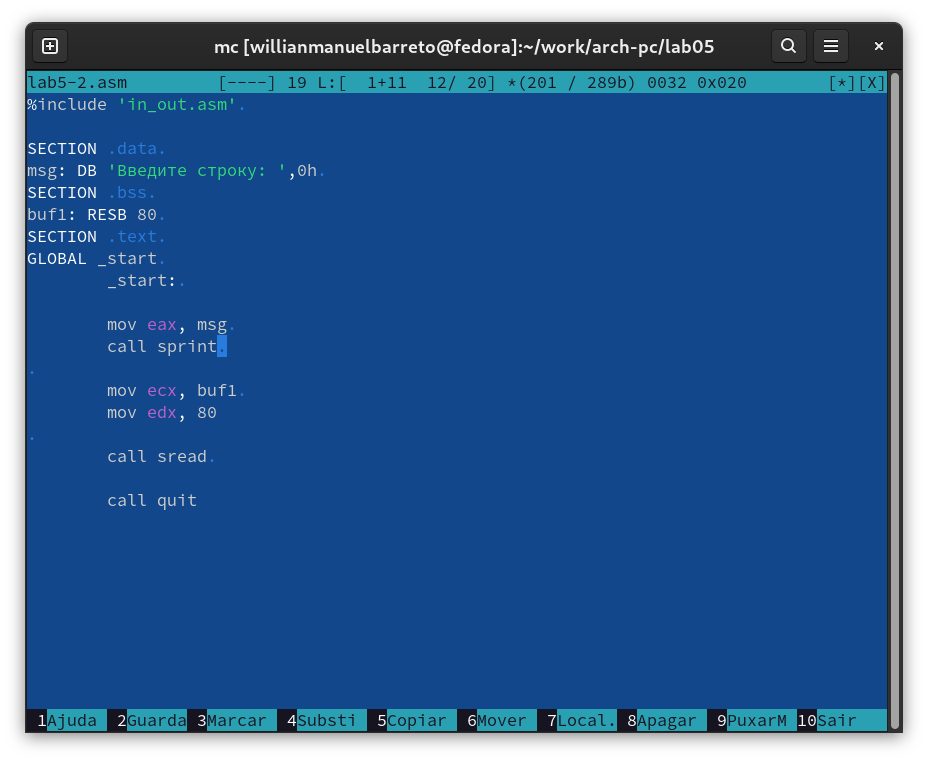 mc [willianmanuelbarreto@fedora]:~/work/arch-pc/lab05
lab5-2.asm [----] 19 L:[ 1+11 12/ 20] *(201 / 289b) 0032 0x020 [*][X]
%include 'in_out.asm'.
SECTION .data.
msg: DB 'Введите строку: ',0h.
SECTION .bss.
buf1: RESB 80.
SECTION .text.
GLOBAL _start.
_start:.
mov eax, msg.
call sprint.
.
mov ecx, buf1.
mov edx, 80
.
call sread.
call quit
1Ajuda 2Guarda 3Marcar 4Substi 5Copiar 6Mover 7Local. 8Apagar 9PuxarM 10Sair